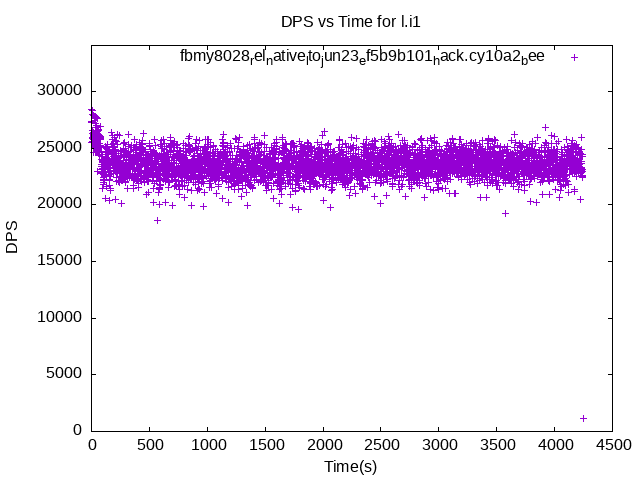 DPS vs Time for l.i1
fbmy8028relnativeltojun23ef5b9b101hack.cy10a2bee
30000
25000
20000
15000
10000
5000
0
DPS
0 500 1000 1500 2000 2500 3000 3500 4000 4500
Time(s)